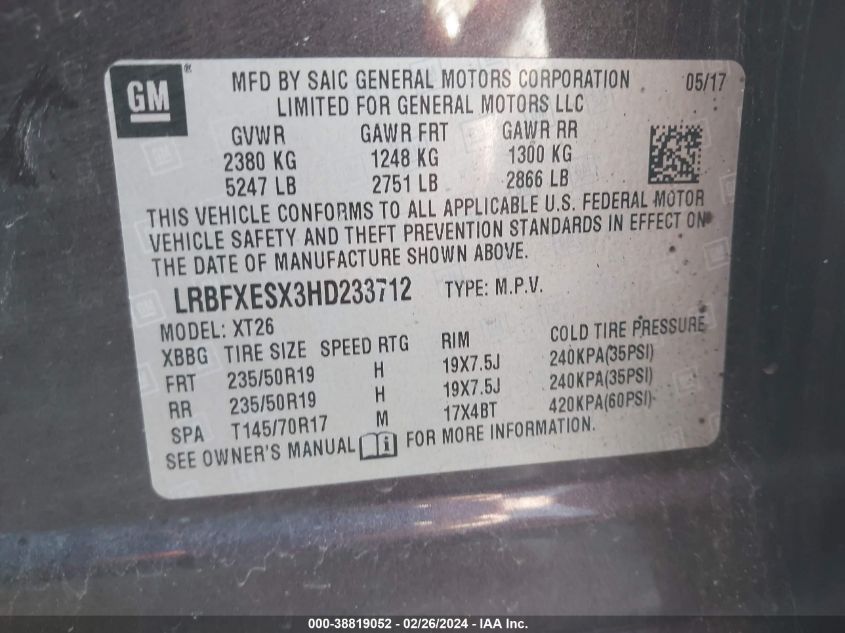 GM ® MFD BY SAIC GENERAL MOTORS CORPORATION 05/17
LIMITED FOR GENERAL MOTORS LLC
GVWR GAWR FRT GAWR RR
2380 KG 1248 KG 1300 KG
5247 LB 2751 LB 2866 LB
THIS VEHICLE CONFORMS TO ALL APPLICABLE U.S. FEDERAL MOTOR
VEHICLE SAFETY AND THEFT PREVENTION STANDARDS IN EFFECT ON
THE DATE OF MANUFACTURE SHOWN ABOVE.
LRBFXESX3HD233712 TYPE: M.P.V.
MODEL: XT26
XBBG TIRE SIZE SPEED RTG RIM COLD TIRE PRESSURE
FRT 235/50R19 H 19X7.5J 240KPA(35PSI)
RR 235/50R19 H 19X7.5J 240KPA(35PSI)
SPA T145/70R17 M 17X4BT 420KPA(60PSI)
SEE OWNER'S MANUAL i FOR MORE INFORMATION.
000-38819052 - 02/26/2024 - IAA Inc.